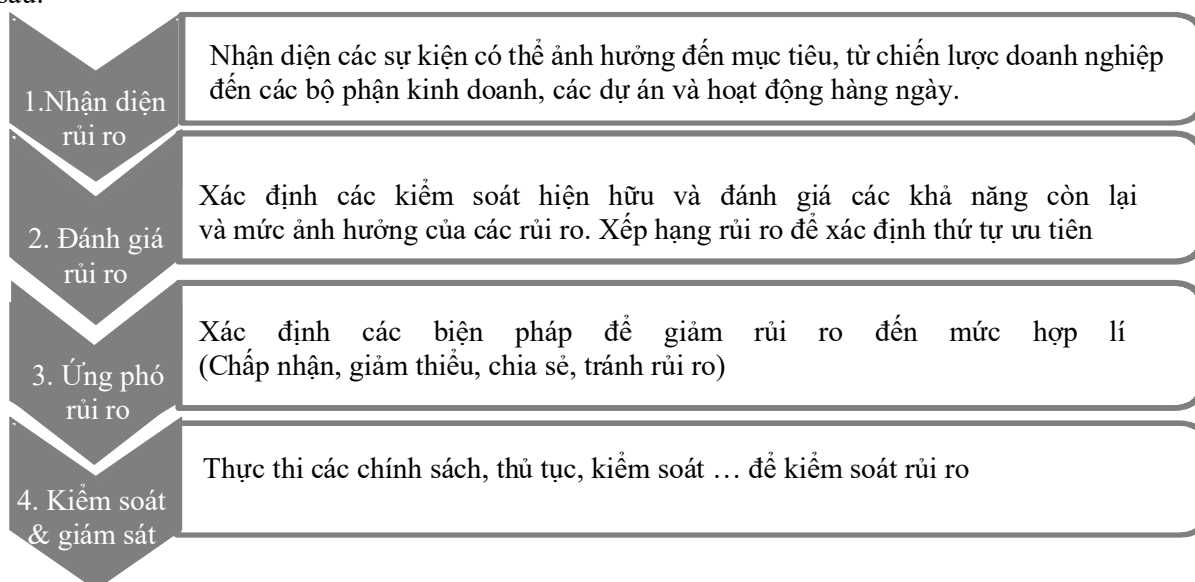 sau:
Nhận diện các sự kiện có thể ảnh hưởng đến mục tiêu, từ chiến lược doanh nghiệp
đến các bộ phận kinh doanh, các dự án và hoạt động hàng ngày.
1.Nhận diện
rủi ro
Xác định các kiểm soát hiện hữu và đánh giá các khả năng còn lại
và mức ảnh hưởng của các rủi ro. Xếp hạng rủi ro để xác định thứ tự ưu tiên
2. Đánh giá
rủi ro
Xác định các biện pháp để giảm rủi ro đến mức hợp lí
(Chấp nhận, giảm thiểu, chia sẻ, tránh rủi ro)
3. Ứng phó
rủi ro
Thực thi các chính sách, thủ tục, kiểm soát … để kiểm soát rủi ro
4. Kiểm soát
& giám sát